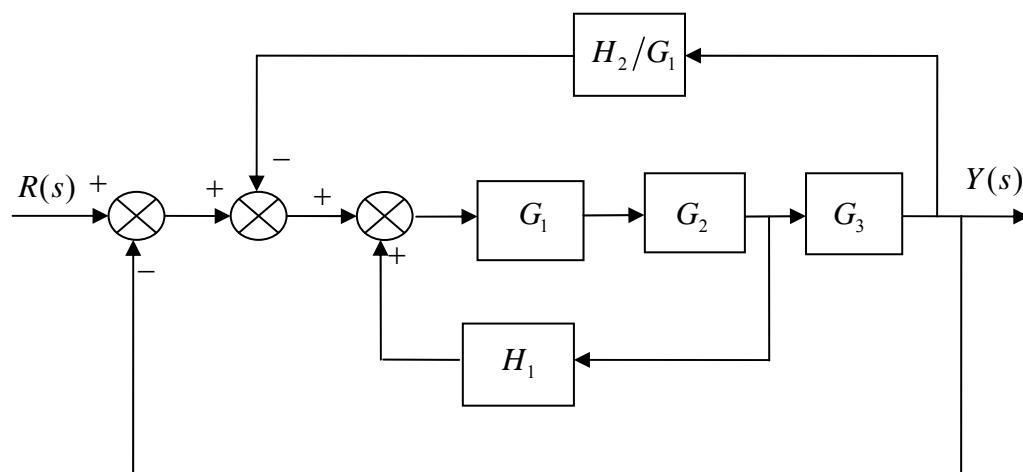 H₂/G₁
−
R(s) + + + Y(s)
G₁ G₂ G₃
− +
H₁